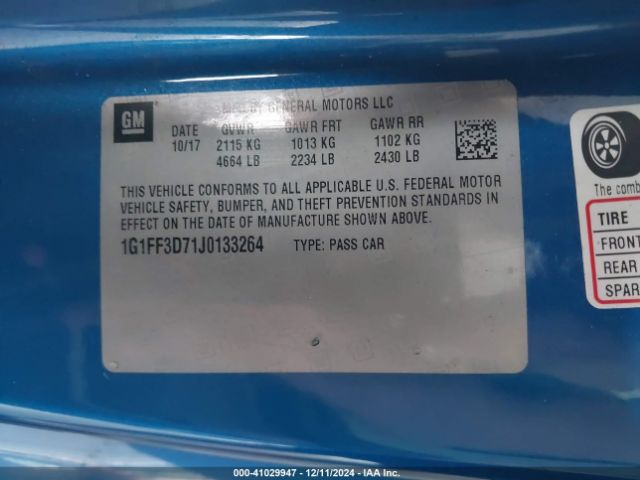 MFD BY GENERAL MOTORS LLC
GM
DATE GVWR GAWR FRT GAWR RR
10/17 2115 KG 1013 KG 1102 KG
4664 LB 2234 LB 2430 LB
THIS VEHICLE CONFORMS TO ALL APPLICABLE U.S. FEDERAL MOTOR
VEHICLE SAFETY, BUMPER, AND THEFT PREVENTION STANDARDS IN
EFFECT ON THE DATE OF MANUFACTURE SHOWN ABOVE.
1G1FF3D71J0133264 TYPE: PASS CAR
The comb
TIRE
FRONT
REAR
SPAR
000-41029947 - 12/11/2024 - IAA Inc.